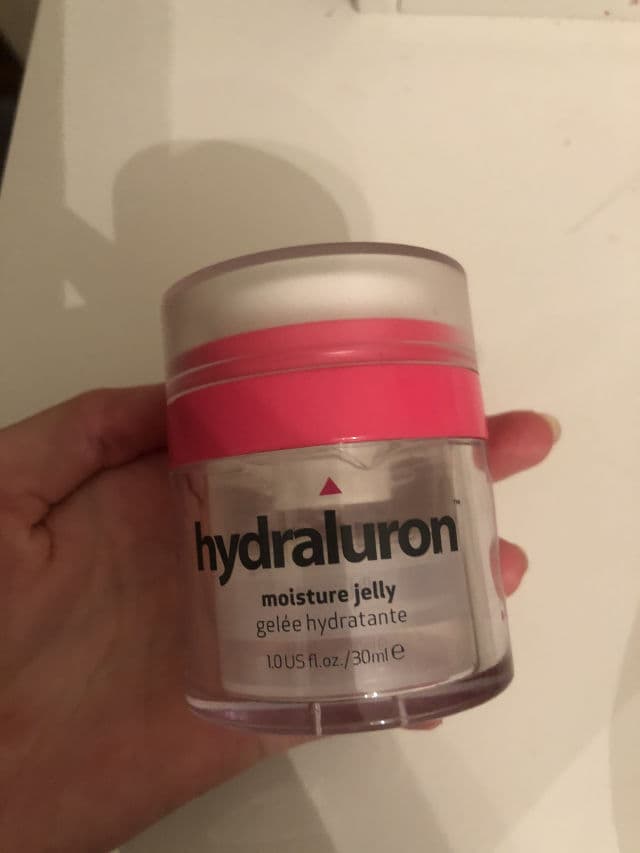 hydraluron™
moisture jelly
gelée hydratante
1.0 US fl.oz./30ml ℮